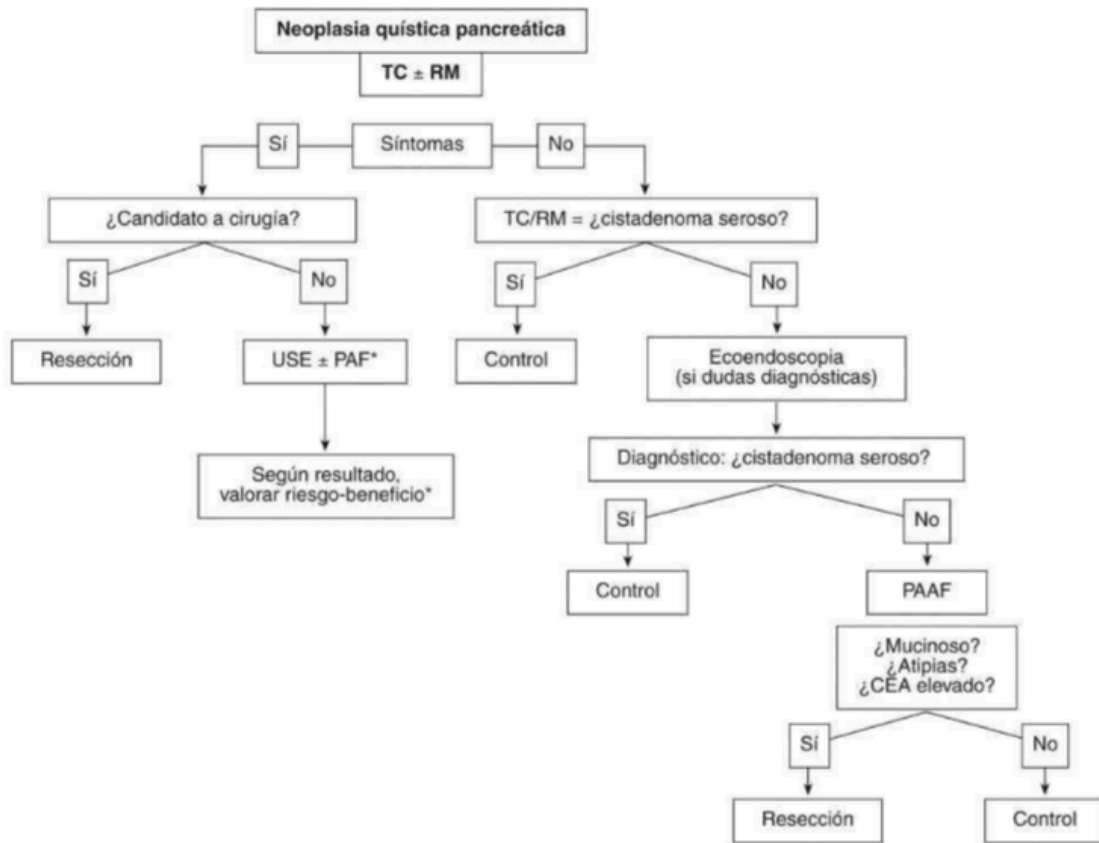 Neoplasia quística pancreática
TC ± RM
Sí
Síntomas
No
¿Candidato a cirugía?
TC/RM = ¿cistadenoma seroso?
Sí
No
Sí
No
Resección
USE ± PAF*
Control
Ecoendoscopia
(si dudas diagnósticas)
Según resultado,
valorar riesgo-beneficio*
Diagnóstico: ¿cistadenoma seroso?
Sí
No
Control
PAAF
¿Mucinoso?
¿Atipias?
¿CEA elevado?
Sí
No
Resección
Control